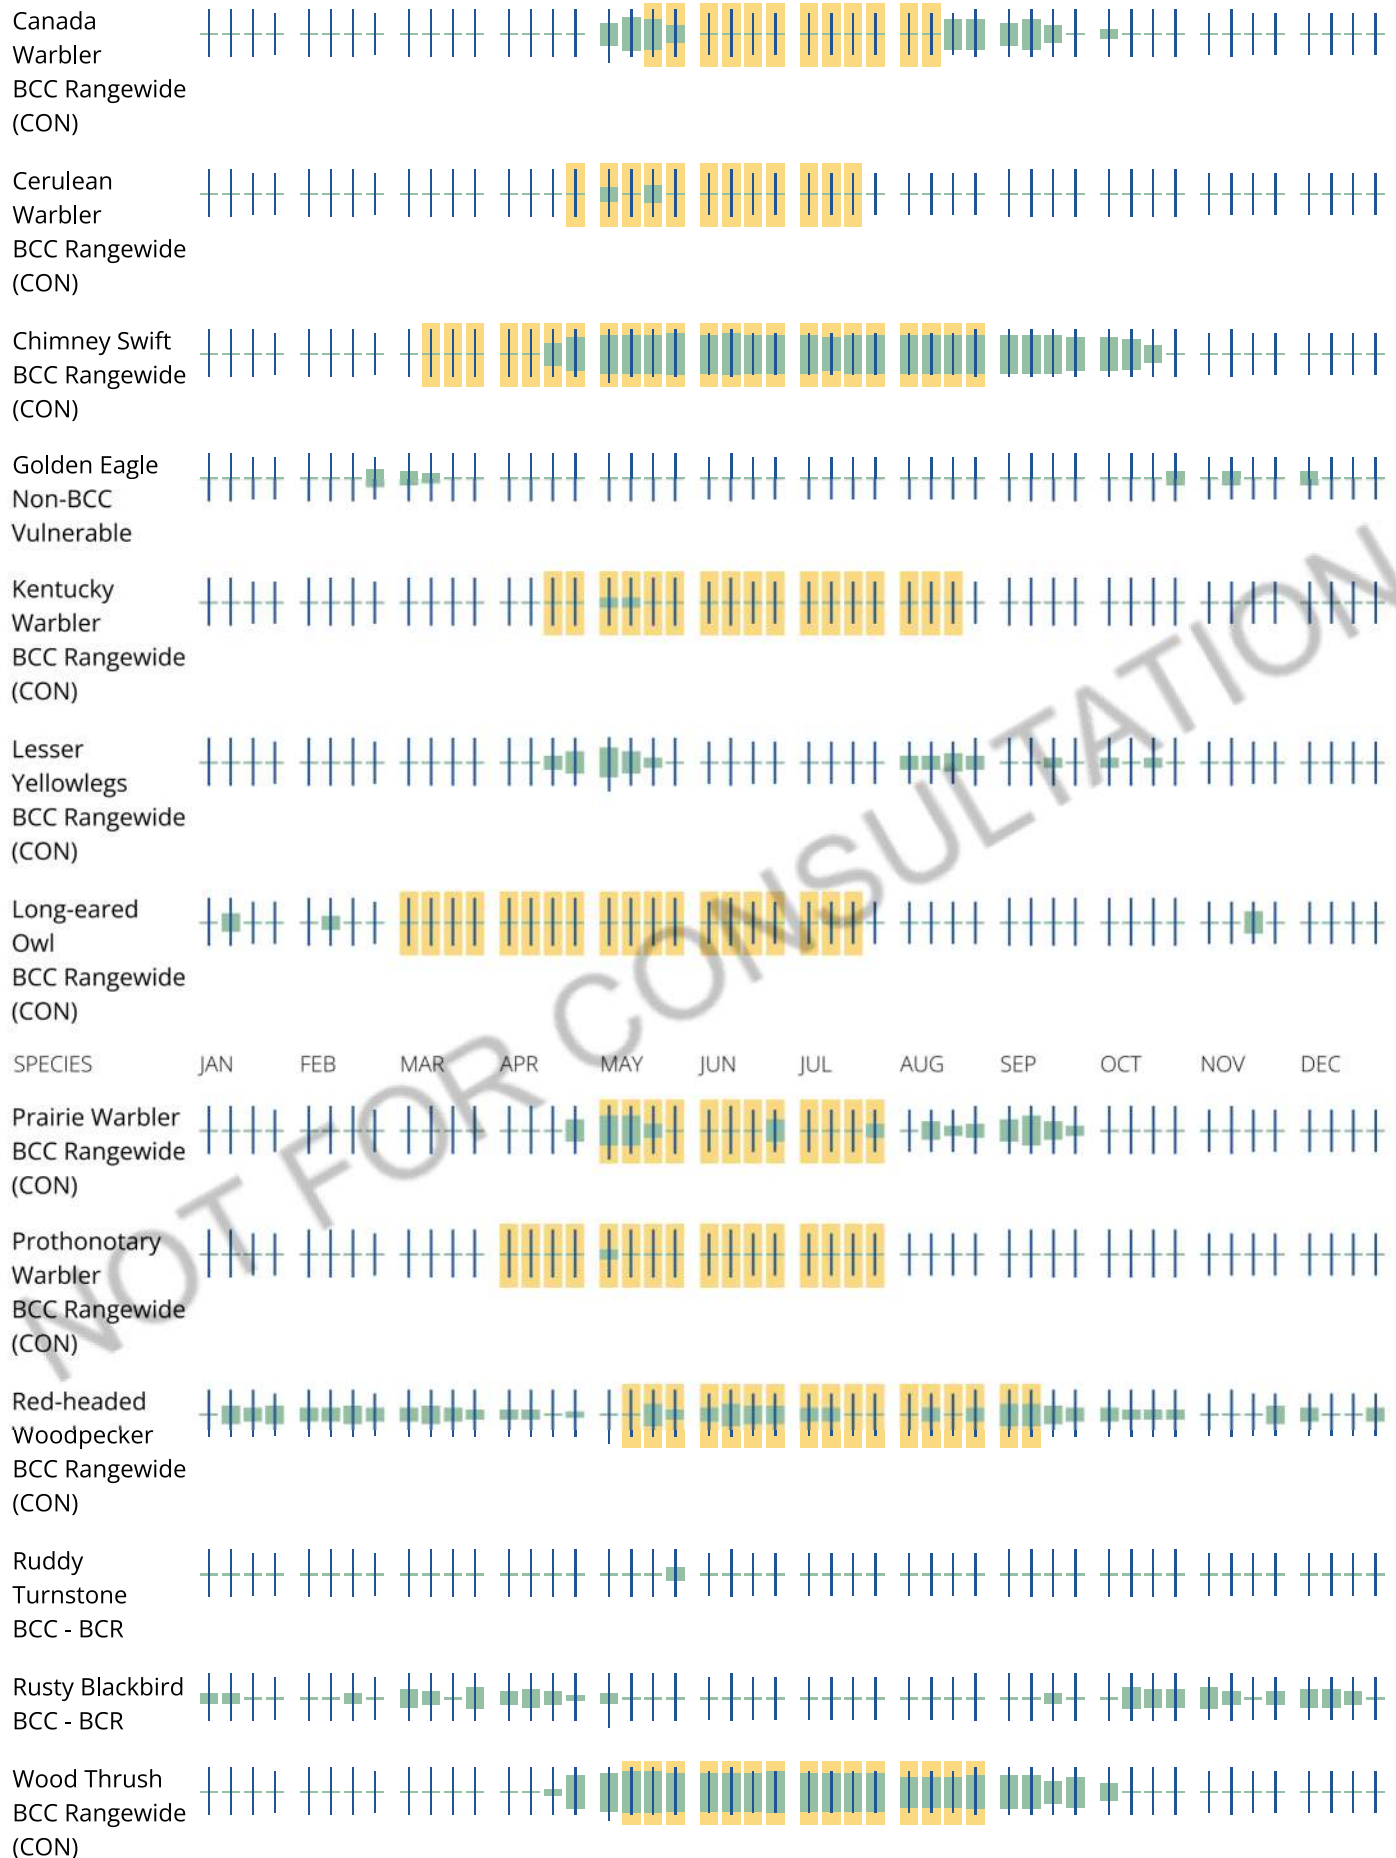 Canada
Warbler
BCC Rangewide
(CON)
Cerulean
Warbler
BCC Rangewide
(CON)
Chimney Swift
BCC Rangewide
(CON)
Golden Eagle
Non-BCC
Vulnerable
Kentucky
Warbler
BCC Rangewide
(CON)
Lesser
Yellowlegs
BCC Rangewide
(CON)
Long-eared
Owl
BCC Rangewide
(CON)
SPECIES JAN FEB MAR APR MAY JUN JUL AUG SEP OCT NOV DEC
Prairie Warbler
BCC Rangewide
(CON)
Prothonotary
Warbler
BCC Rangewide
(CON)
Red-headed
Woodpecker
BCC Rangewide
(CON)
Ruddy
Turnstone
BCC - BCR
Rusty Blackbird
BCC - BCR
Wood Thrush
BCC Rangewide
(CON)
NOT FOR CONSULTATION